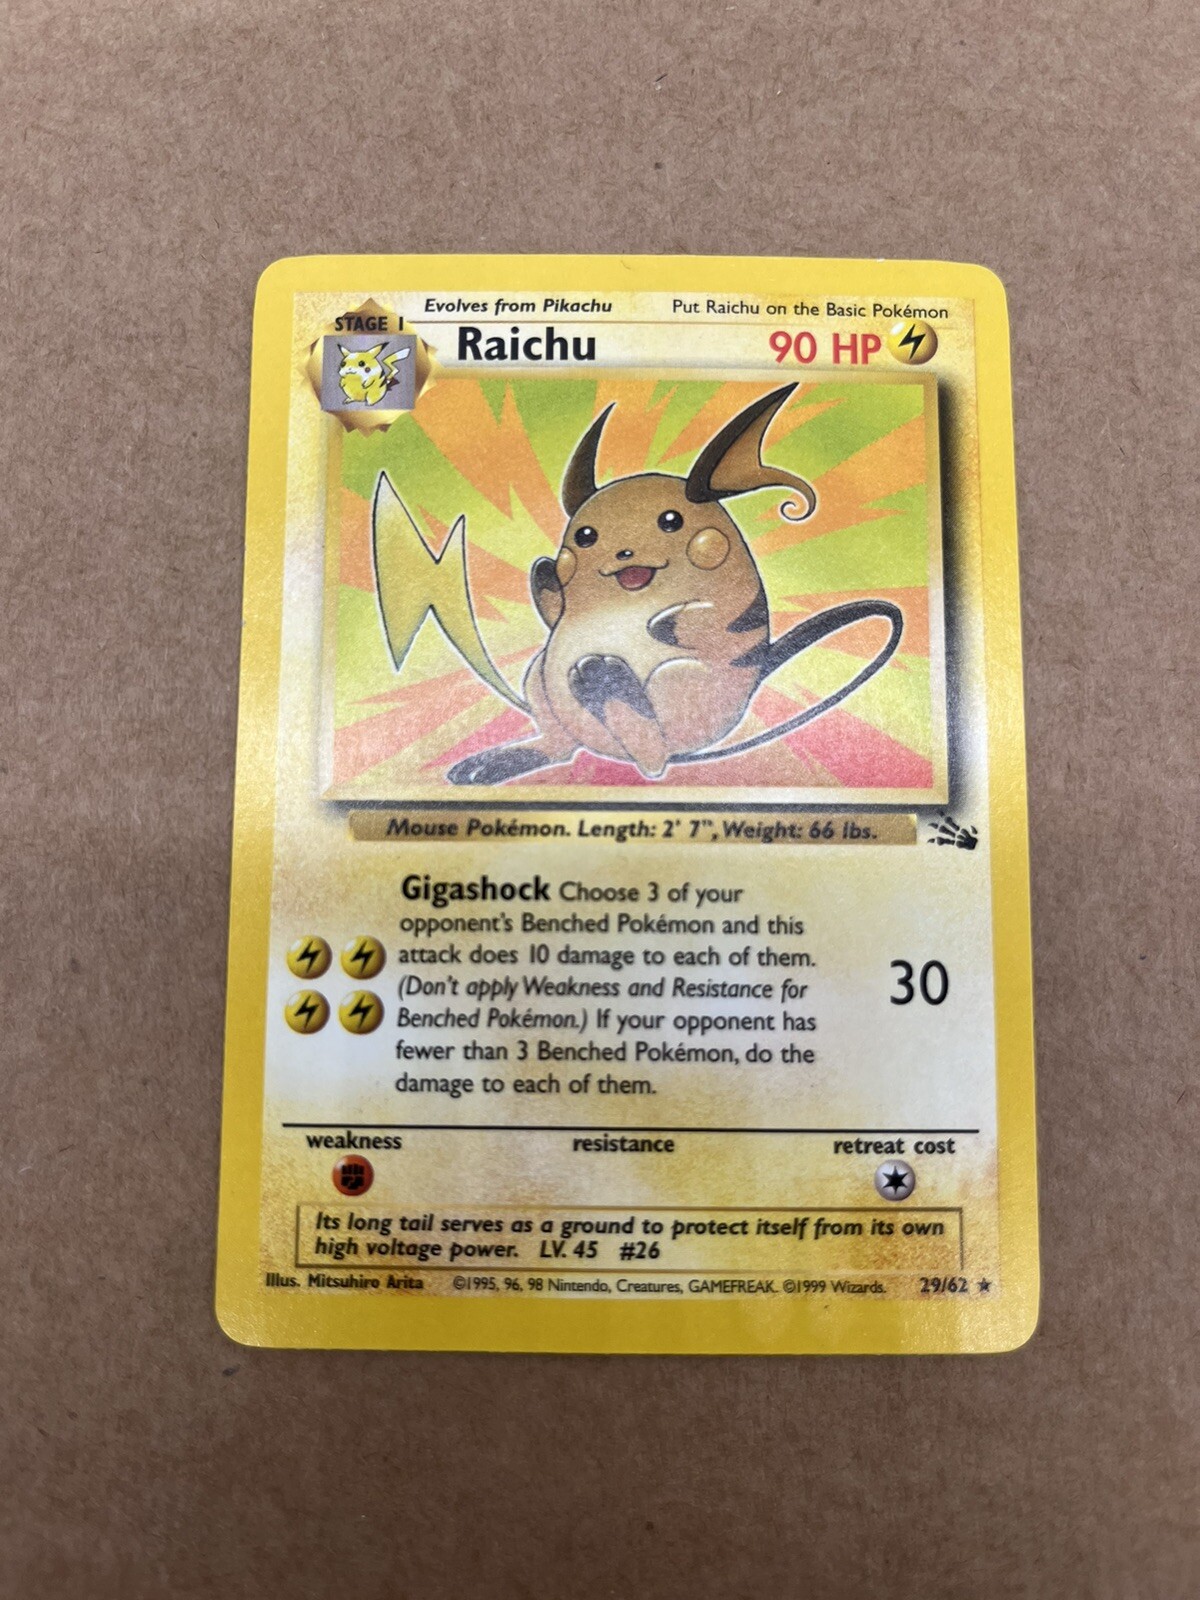 Evolves from Pikachu
Put Raichu on the Basic Pokémon
STAGE 1
Raichu
90 HP
Mouse Pokémon. Length: 2' 7", Weight: 66 lbs.
Gigashock Choose 3 of your
opponent's Benched Pokémon and this
attack does 10 damage to each of them.
(Don't apply Weakness and Resistance for
Benched Pokémon.) If your opponent has
fewer than 3 Benched Pokémon, do the
damage to each of them.
30
weakness
resistance
retreat cost
Its long tail serves as a ground to protect itself from its own
high voltage power. LV. 45 #26
Illus. Mitsuhiro Arita
©1995, 96, 98 Nintendo, Creatures, GAMEFREAK. ©1999 Wizards.
29/62 ★